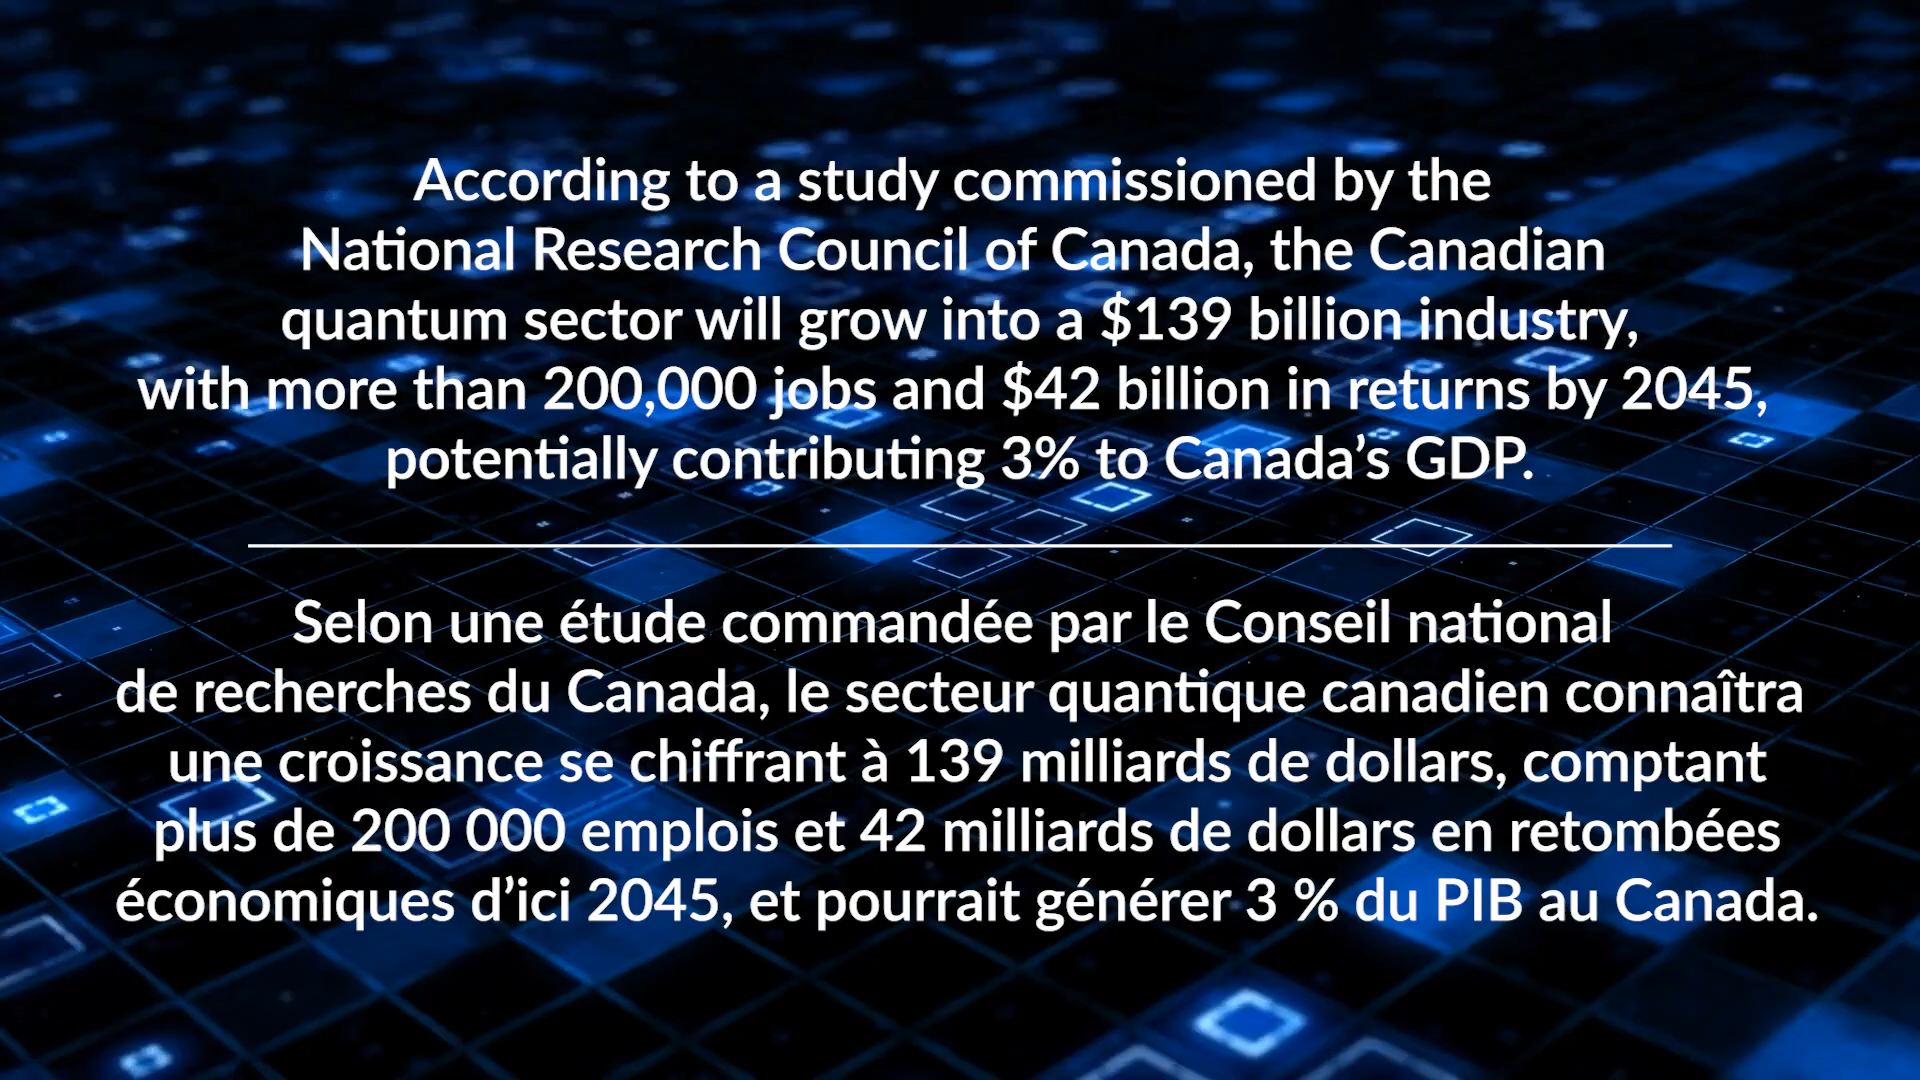 According to a study commissioned by the
National Research Council of Canada, the Canadian
quantum sector will grow into a $139 billion industry,
with more than 200,000 jobs and $42 billion in returns by 2045,
potentially contributing 3% to Canada’s GDP.
Selon une étude commandée par le Conseil national
de recherches du Canada, le secteur quantique canadien connaîtra
une croissance se chiffrant à 139 milliards de dollars, comptant
plus de 200 000 emplois et 42 milliards de dollars en retombées
économiques d’ici 2045, et pourrait générer 3 % du PIB au Canada.